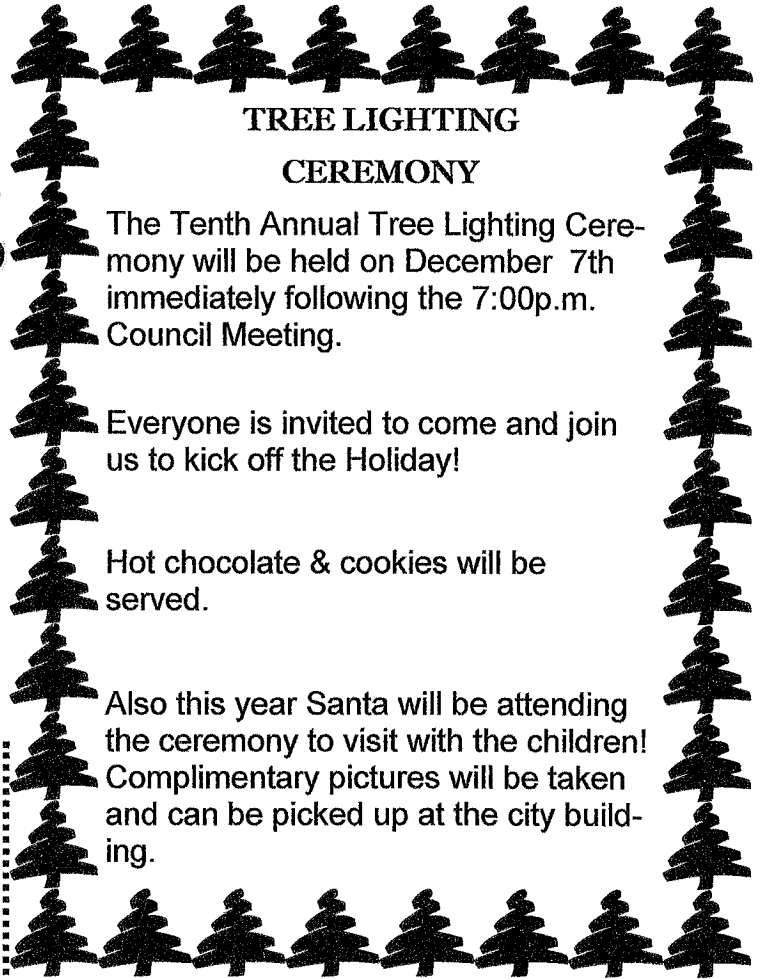 TREE LIGHTING
CEREMONY
The Tenth Annual Tree Lighting Cere-
mony will be held on December 7th
immediately following the 7:00p.m.
Council Meeting.
Everyone is invited to come and join
us to kick off the Holiday!
Hot chocolate & cookies will be
served.
Also this year Santa will be attending
the ceremony to visit with the children!
Complimentary pictures will be taken
and can be picked up at the city build-
ing.